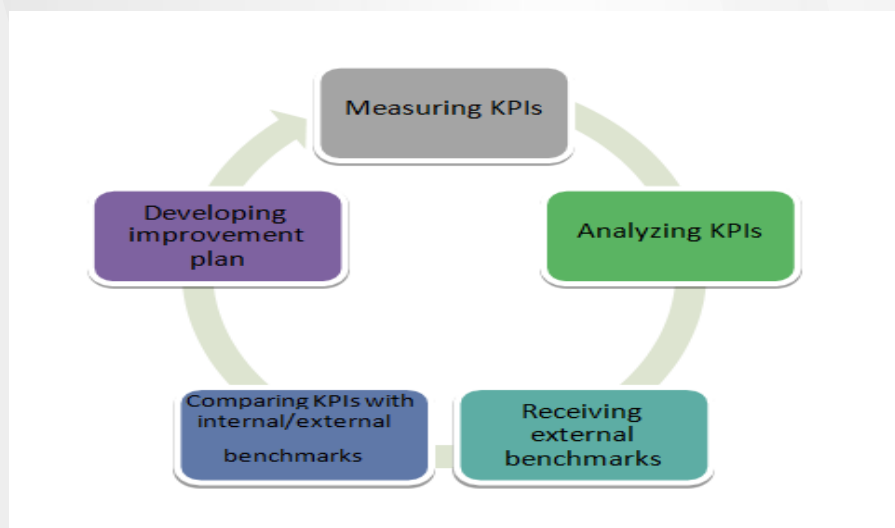 Measuring KPIs
Analyzing KPIs
Receiving
external
benchmarks
Comparing KPIs with
internal/external
benchmarks
Developing
improvement
plan